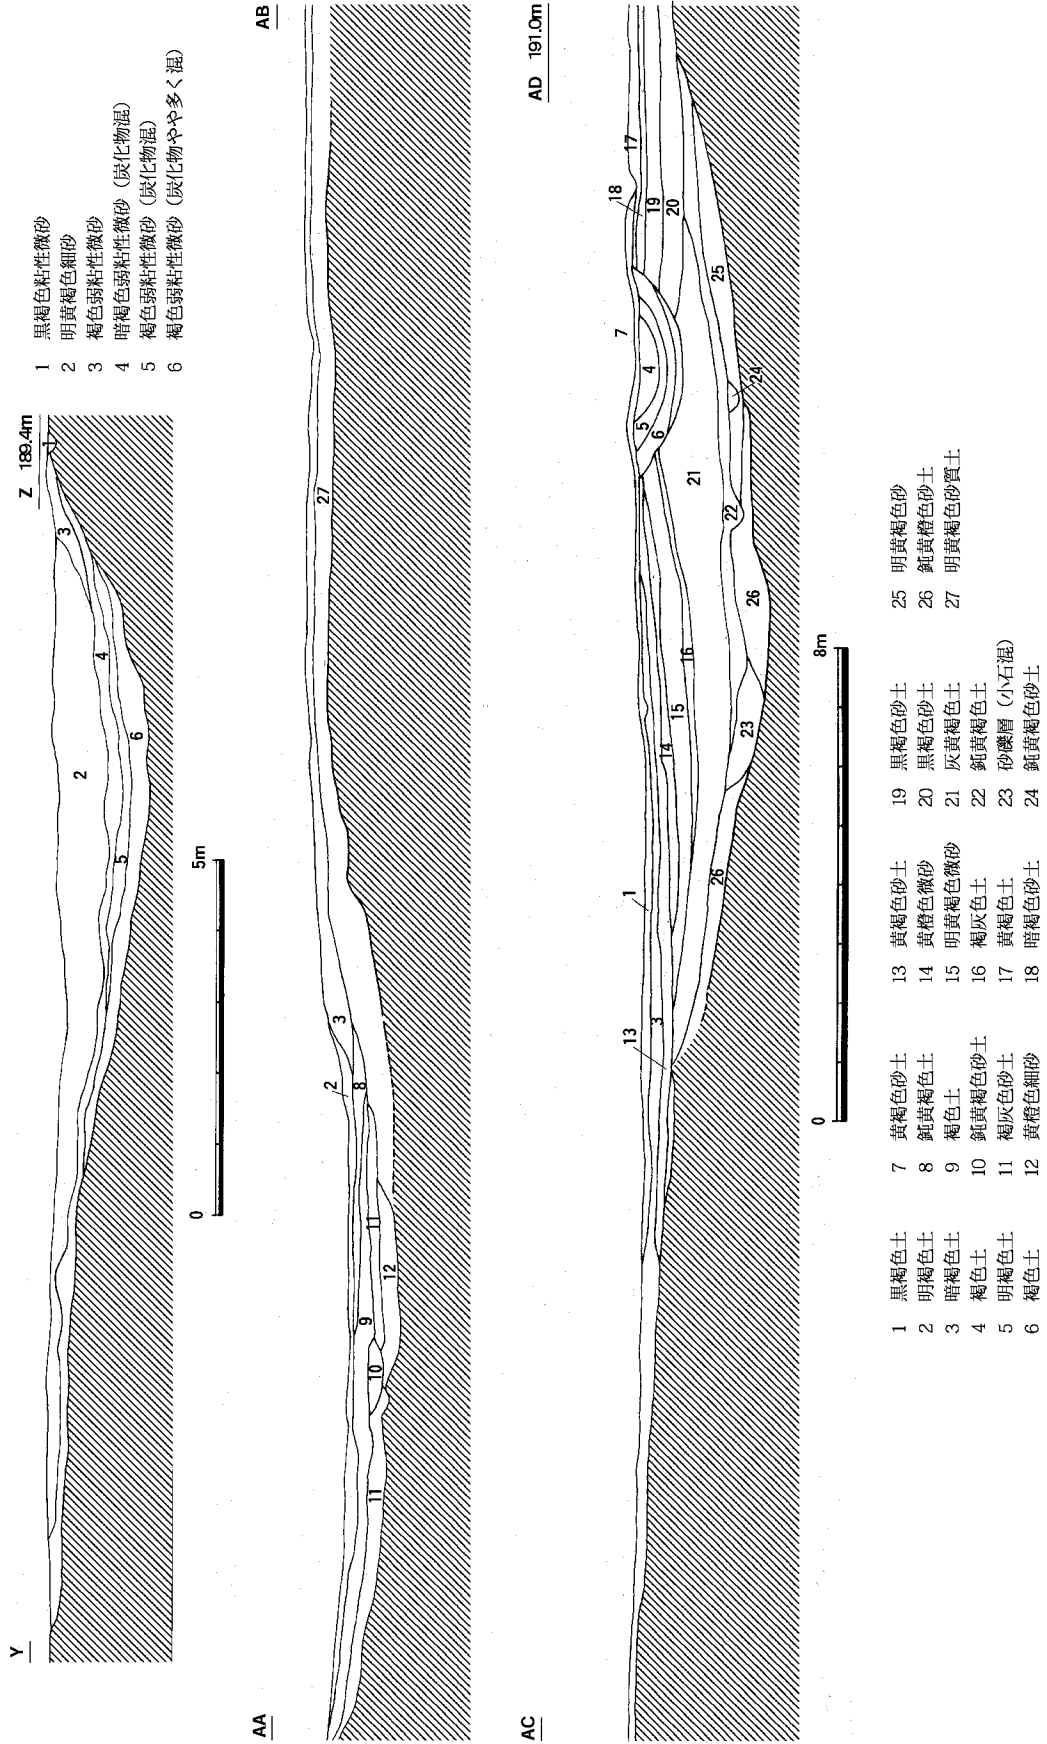 Y
Z 189.4m
1
3
2
4
6
5
1 黒褐色粘性微砂
2 明黄褐色細砂
3 褐色弱粘性微砂
4 暗褐色弱粘性微砂（炭化物混）
5 褐色弱粘性微砂（炭化物混）
6 褐色弱粘性微砂（炭化物やや多く混）
0
5m
AA
AB
27
3
2
8
11
12
9
10
11
AC
AD 191.0m
17
18
19
20
25
7
4
5
6
24
21
22
26
16
15
14
23
1
26
13
3
0
8m
1 黒褐色土
2 明褐色土
3 暗褐色土
4 褐色土
5 明褐色土
6 褐色土
7 黄褐色砂土
8 鈍黄褐色土
9 褐色土
10 鈍黄褐色砂土
11 褐灰色砂土
12 黄橙色細砂
13 黄褐色砂土
14 黄橙色微砂
15 明黄褐色微砂
16 褐灰色土
17 黄褐色土
18 暗褐色砂土
19 黒褐色砂土
20 黒褐色砂土
21 灰黄褐色土
22 鈍黄褐色土
23 砂礫層（小石混）
24 鈍黄褐色砂土
25 明黄褐色砂
26 鈍黄橙色砂土
27 明黄褐色砂質土